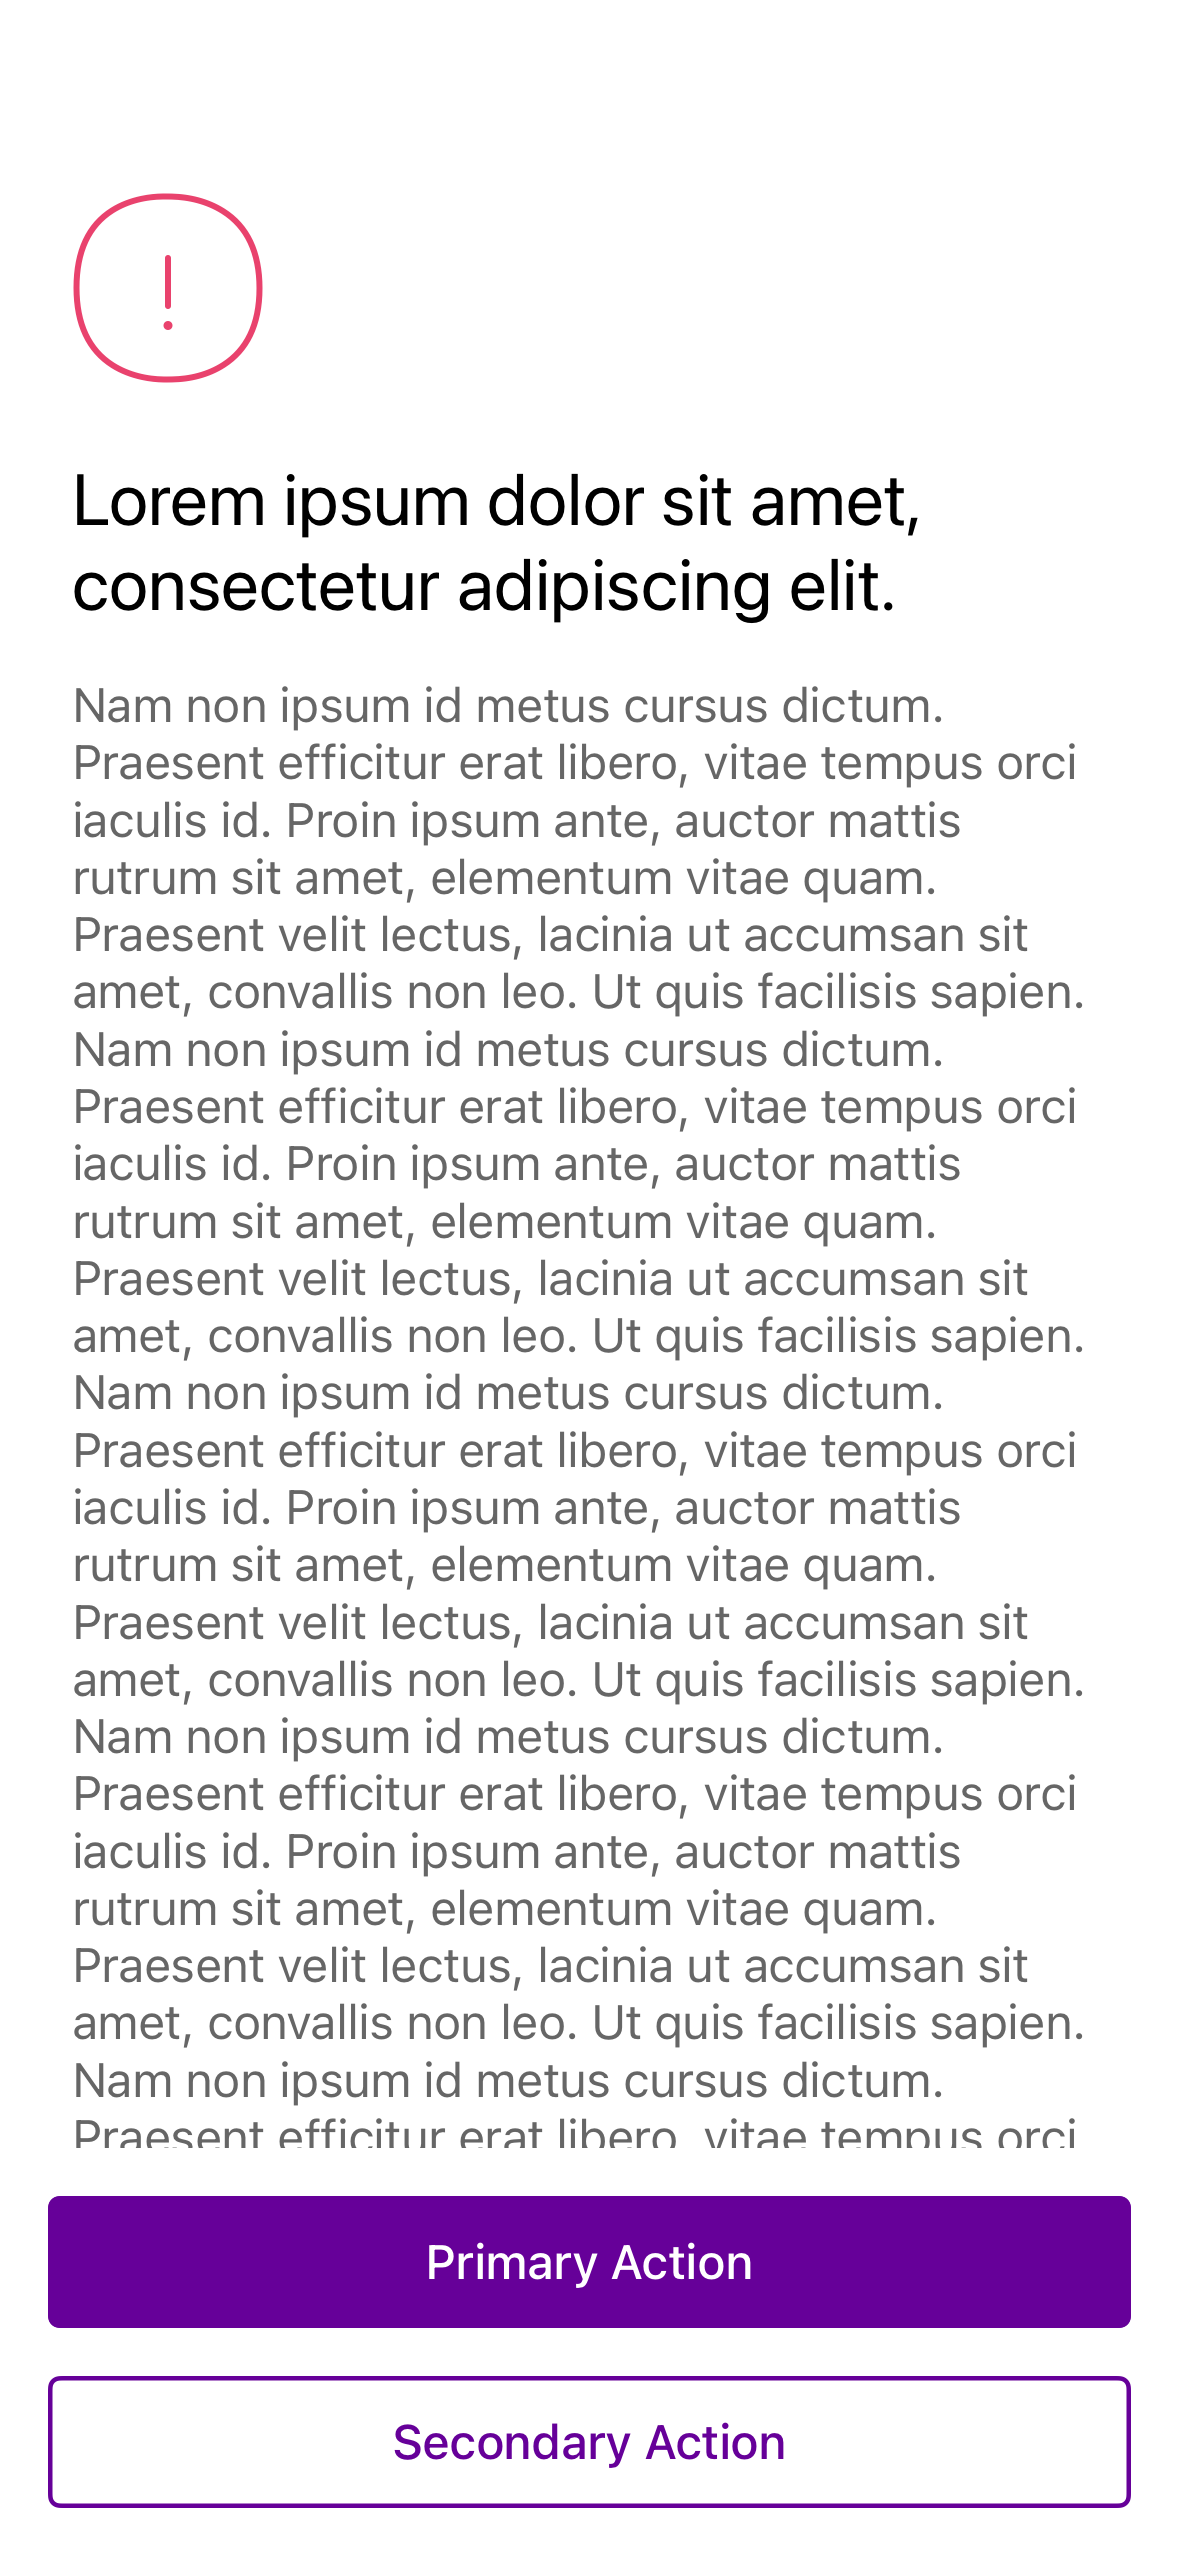 Lorem ipsum dolor sit amet,
consectetur adipiscing elit.
Nam non ipsum id metus cursus dictum.
Praesent efficitur erat libero, vitae tempus orci
iaculis id. Proin ipsum ante, auctor mattis
rutrum sit amet, elementum vitae quam.
Praesent velit lectus, lacinia ut accumsan sit
amet, convallis non leo. Ut quis facilisis sapien.
Nam non ipsum id metus cursus dictum.
Praesent efficitur erat libero, vitae tempus orci
iaculis id. Proin ipsum ante, auctor mattis
rutrum sit amet, elementum vitae quam.
Praesent velit lectus, lacinia ut accumsan sit
amet, convallis non leo. Ut quis facilisis sapien.
Nam non ipsum id metus cursus dictum.
Praesent efficitur erat libero, vitae tempus orci
iaculis id. Proin ipsum ante, auctor mattis
rutrum sit amet, elementum vitae quam.
Praesent velit lectus, lacinia ut accumsan sit
amet, convallis non leo. Ut quis facilisis sapien.
Nam non ipsum id metus cursus dictum.
Praesent efficitur erat libero, vitae tempus orci
iaculis id. Proin ipsum ante, auctor mattis
rutrum sit amet, elementum vitae quam.
Praesent velit lectus, lacinia ut accumsan sit
amet, convallis non leo. Ut quis facilisis sapien.
Nam non ipsum id metus cursus dictum.
Praesent efficitur erat libero, vitae tempus orci
Primary Action
Secondary Action